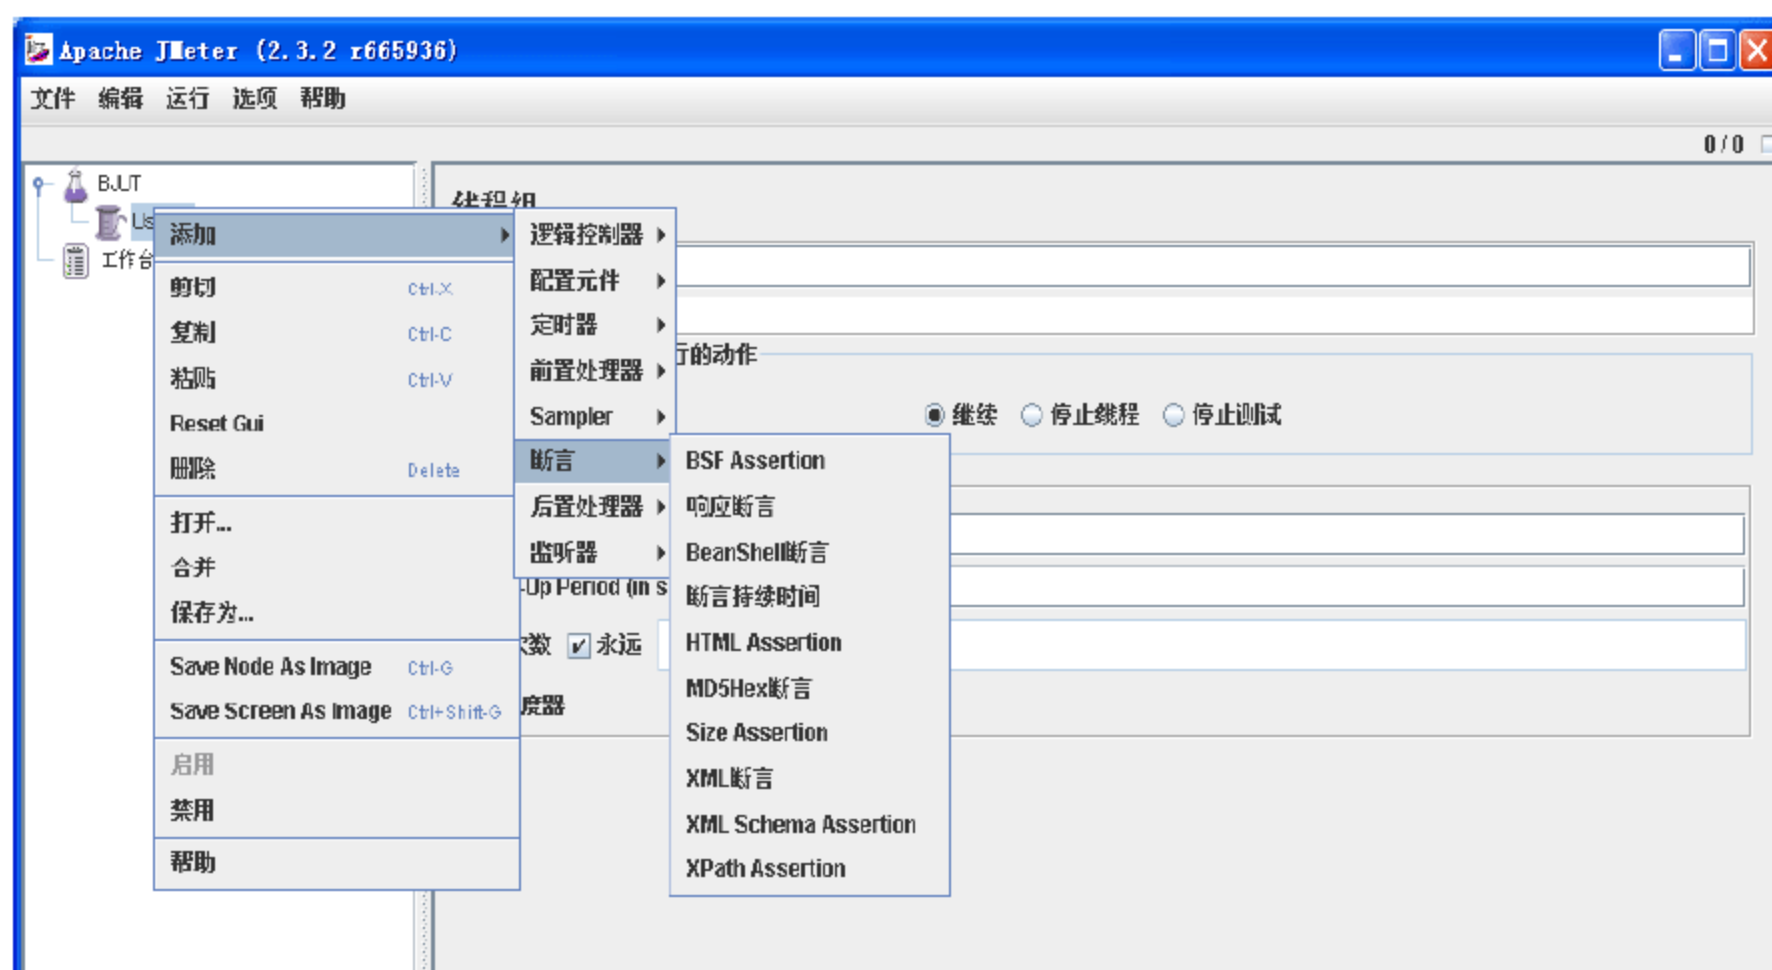 Apache JMeter (2.3.2 r665936)
文件 编辑 运行 选项 帮助
0 / 0
BJUT
Us
工作台
线程组
添加
剪切 Ctrl-X
复制 Ctrl-C
粘贴 Ctrl-V
Reset Gui
删除 Delete
打开...
合并
保存为...
Save Node As Image Ctrl-G
Save Screen As Image Ctrl+Shift-G
启用
禁用
帮助
逻辑控制器
配置元件
定时器
前置处理器
Sampler
断言
后置处理器
监听器
BSF Assertion
响应断言
BeanShell断言
断言持续时间
HTML Assertion
MD5Hex断言
Size Assertion
XML断言
XML Schema Assertion
XPath Assertion
行的动作
继续 停止线程 停止测试
-Up Period (in s
次数 永远
度器